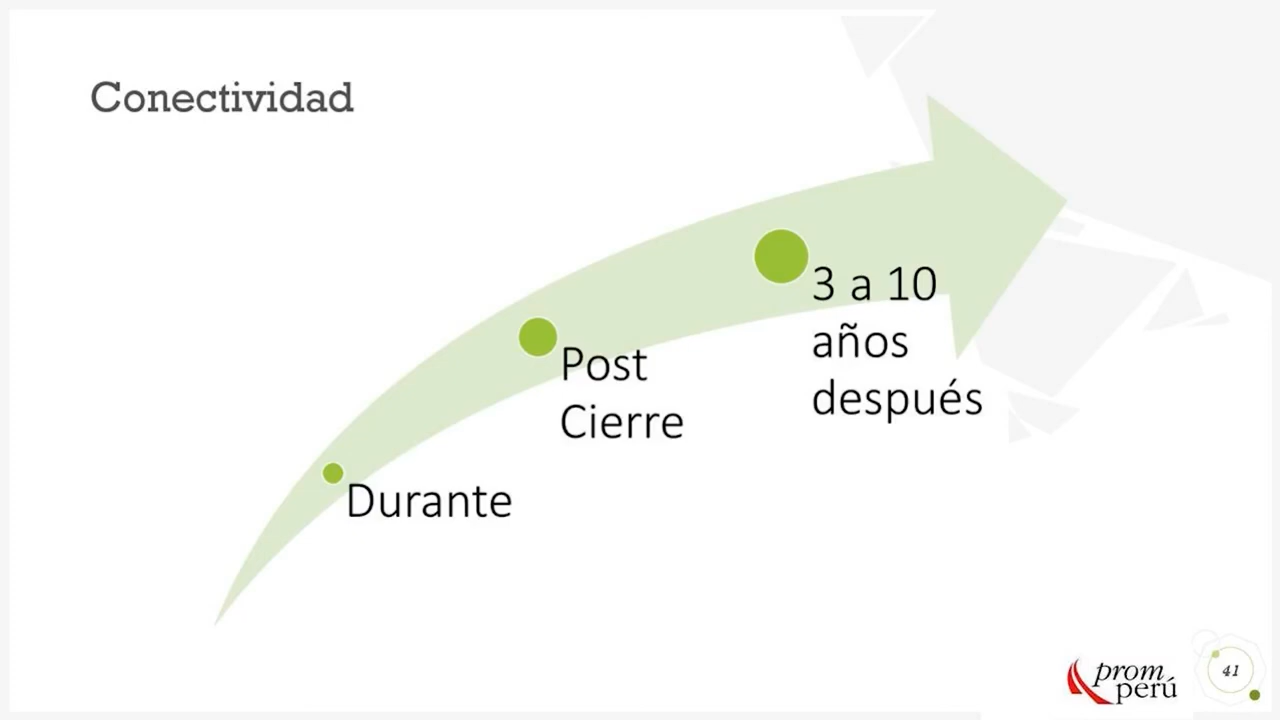 Conectividad
3 a 10
años
después
Post
Cierre
Durante
prom
perú
41